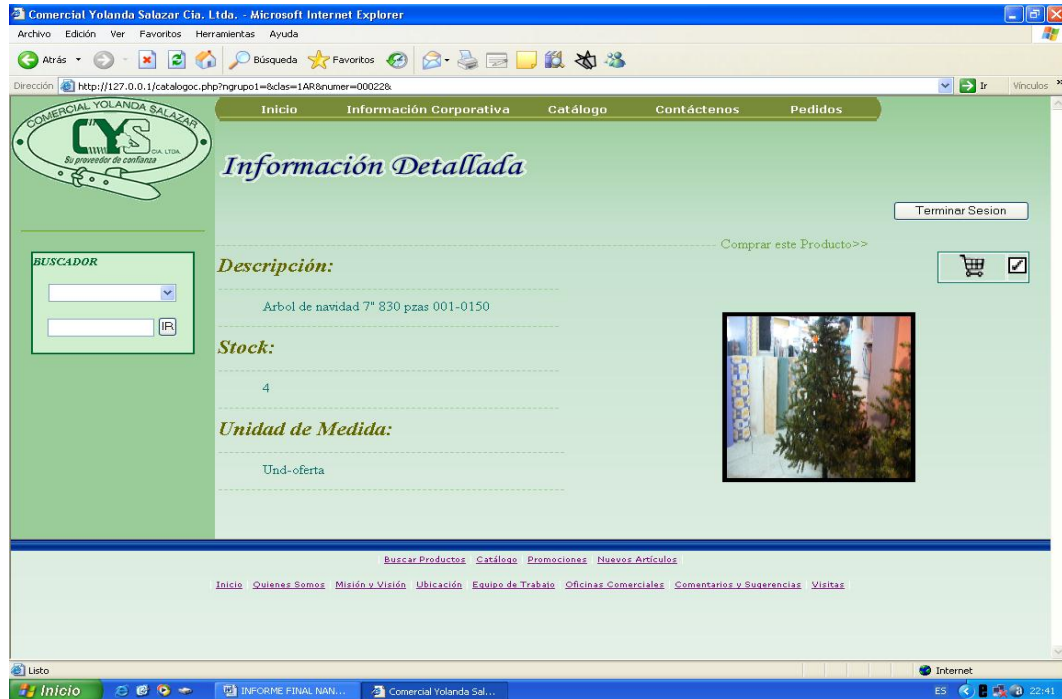 Comercial Yolanda Salazar Cia. Ltda. - Microsoft Internet Explorer
Archivo Edición Ver Favoritos Herramientas Ayuda
Atrás Búsqueda Favoritos
Dirección http://127.0.0.1/catalogoc.php?ngrupo1=&clas=1AR&numer=00022& Ir Vínculos »
COMERCIAL YOLANDA SALAZAR
CYS CIA. LTDA.
Su proveedor de confianza
Inicio Información Corporativa Catálogo Contáctenos Pedidos
Información Detallada
Terminar Sesion
Comprar este Producto>>
BUSCADOR
IR
Descripción:
Arbol de navidad 7" 830 pzas 001-0150
Stock:
4
Unidad de Medida:
Und-oferta
Buscar Productos Catálogo Promociones Nuevos Artículos
Inicio Quienes Somos Misión y Visión Ubicación Equipo de Trabajo Oficinas Comerciales Comentarios y Sugerencias Visitas
Listo Internet
Inicio INFORME FINAL NAN... Comercial Yolanda Sal... ES 22:41